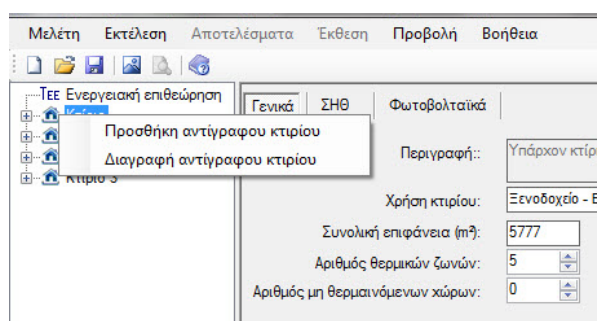 Μελέτη Εκτέλεση Αποτελέσματα Έκθεση Προβολή Βοήθεια
ΤΕΕ Ενεργειακή επιθεώρηση
Γενικά ΣΗΘ Φωτοβολταϊκά
Προσθήκη αντίγραφου κτιρίου
Διαγραφή αντίγραφου κτιρίου
Κτίριο 3
Περιγραφή:: Υπάρχον κτίρ
Χρήση κτιρίου: Ξενοδοχείο - Ε
Συνολική επιφάνεια (m²): 5777
Αριθμός θερμικών ζωνών: 5
Αριθμός μη θερμαινόμενων χώρων: 0